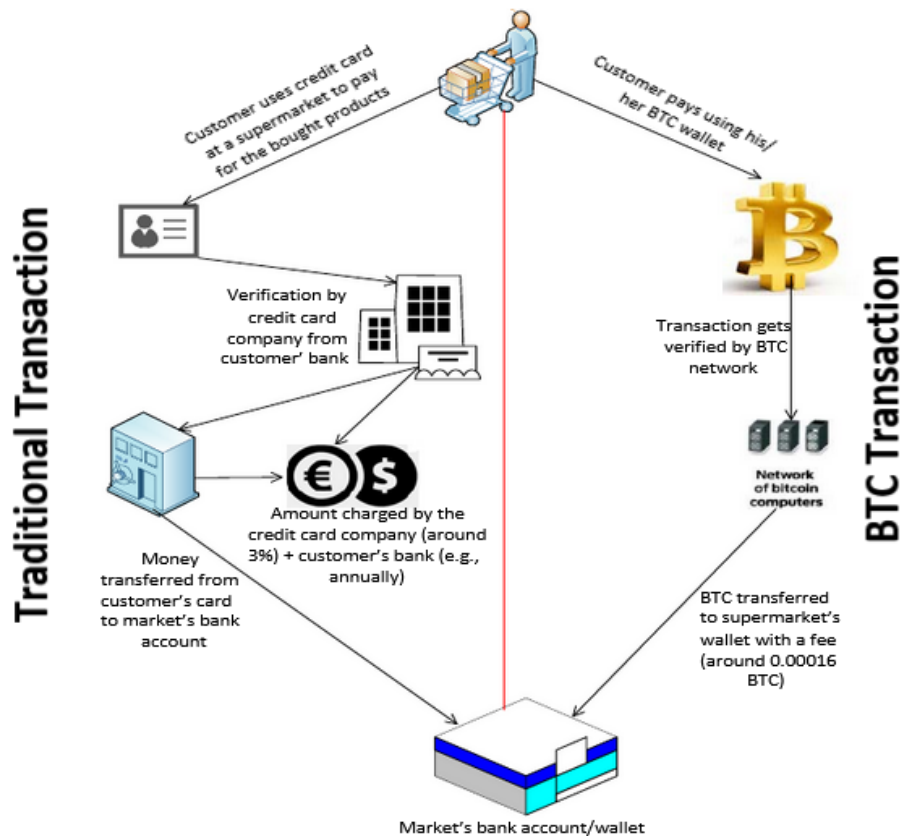 Customer uses credit card
at a supermarket to pay
for the bought products
Customer pays using his/
her BTC wallet
Traditional Transaction
BTC Transaction
Verification by
credit card
company from
customer' bank
Transaction gets
verified by BTC
network
Network
of bitcoin
computers
Amount charged by the
credit card company (around
3%) + customer's bank (e.g.,
annually)
Money
transferred from
customer's card
to market's bank
account
BTC transferred
to supermarket's
wallet with a fee
(around 0.00016
BTC)
Market's bank account/wallet